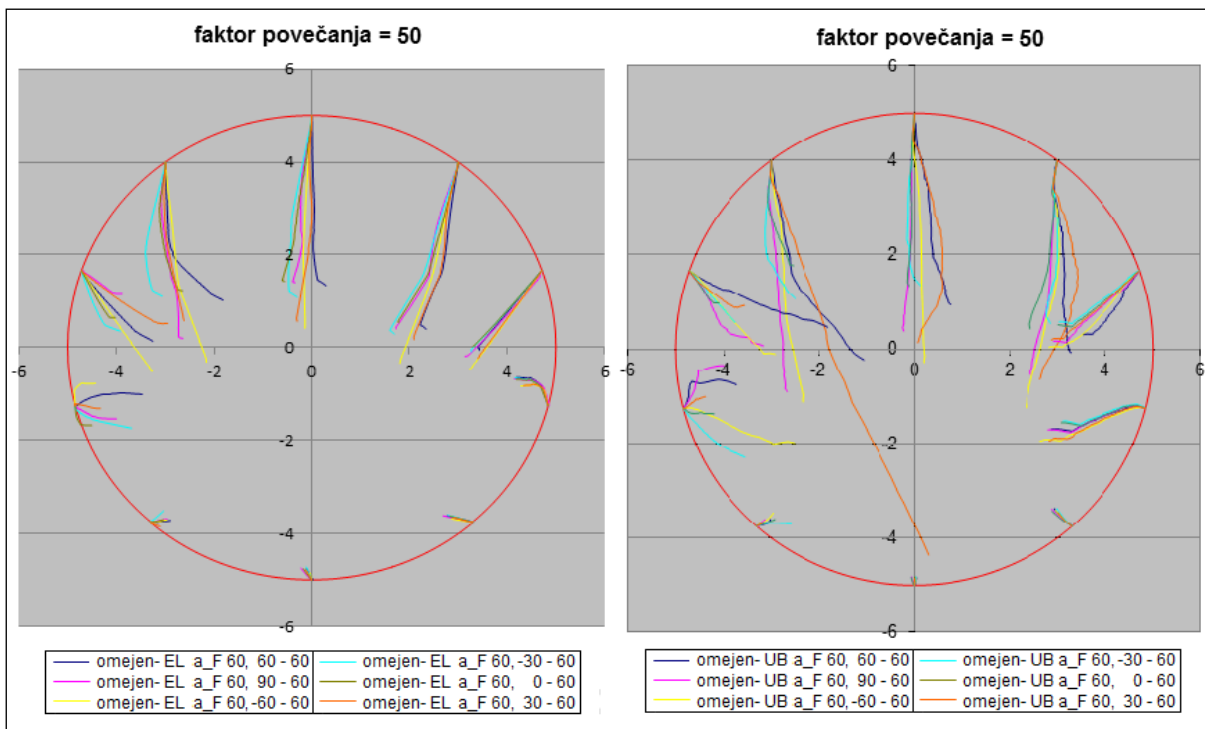 faktor povečanja = 50
6
4
2
0
-2
-4
-6
-6
-4
-2
0
2
4
6
omejen- EL a_F 60, 60 - 60
omejen- EL a_F 60,-30 - 60
omejen- EL a_F 60, 90 - 60
omejen- EL a_F 60, 0 - 60
omejen- EL a_F 60,-60 - 60
omejen- EL a_F 60, 30 - 60
faktor povečanja = 50
6
4
2
0
-2
-4
-6
-6
-4
-2
0
2
4
6
omejen- UB a_F 60, 60 - 60
omejen- UB a_F 60,-30 - 60
omejen- UB a_F 60, 90 - 60
omejen- UB a_F 60, 0 - 60
omejen- UB a_F 60,-60 - 60
omejen- UB a_F 60, 30 - 60